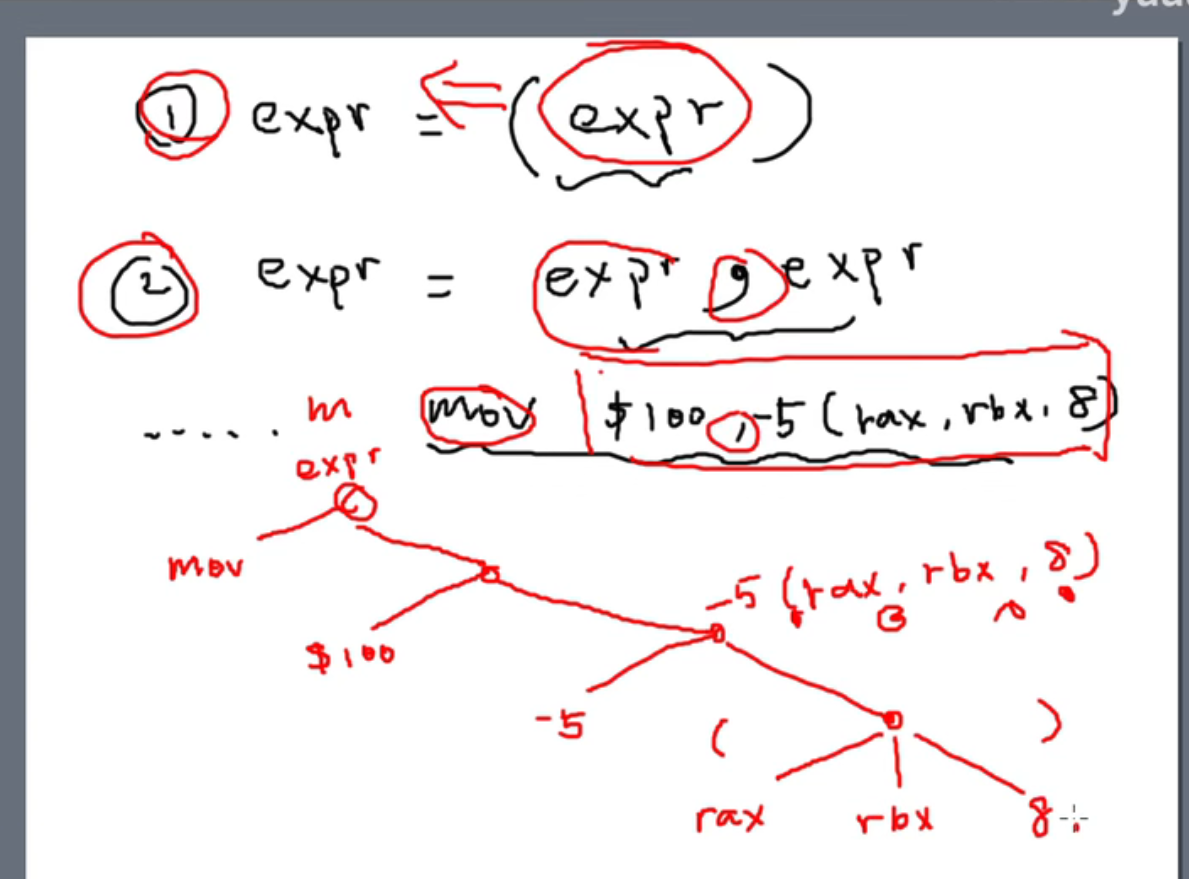 ① expr = ( expr )
② expr = expr , expr
m mov $100, -5 ( rax, rbx, 8 )
expr
mov
-5 ( rax, rbx, 8 )
$100
-5 ( )
rax rbx 8